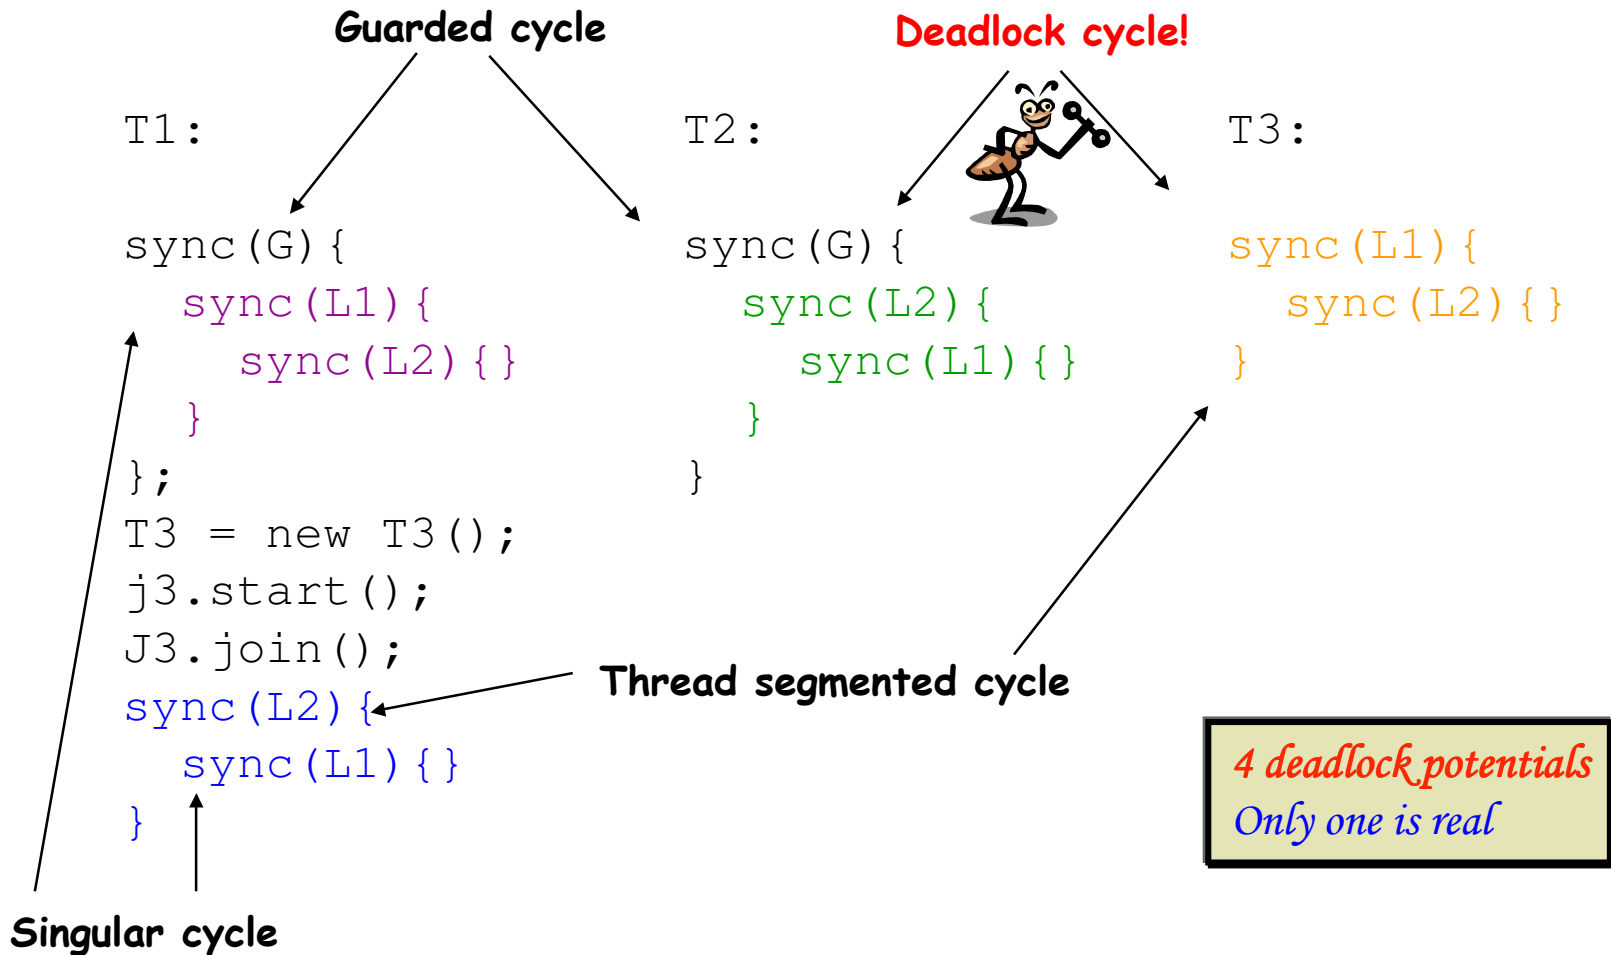 Guarded cycle
Deadlock cycle!
T1:
sync(G){
sync(L1){
sync(L2){}
}
};
T3 = new T3();
j3.start();
J3.join();
sync(L2){
sync(L1){}
}
T2:
sync(G){
sync(L2){
sync(L1){}
}
}
T3:
sync(L1){
sync(L2){}
}
Thread segmented cycle
4 deadlock potentials
Only one is real
Singular cycle